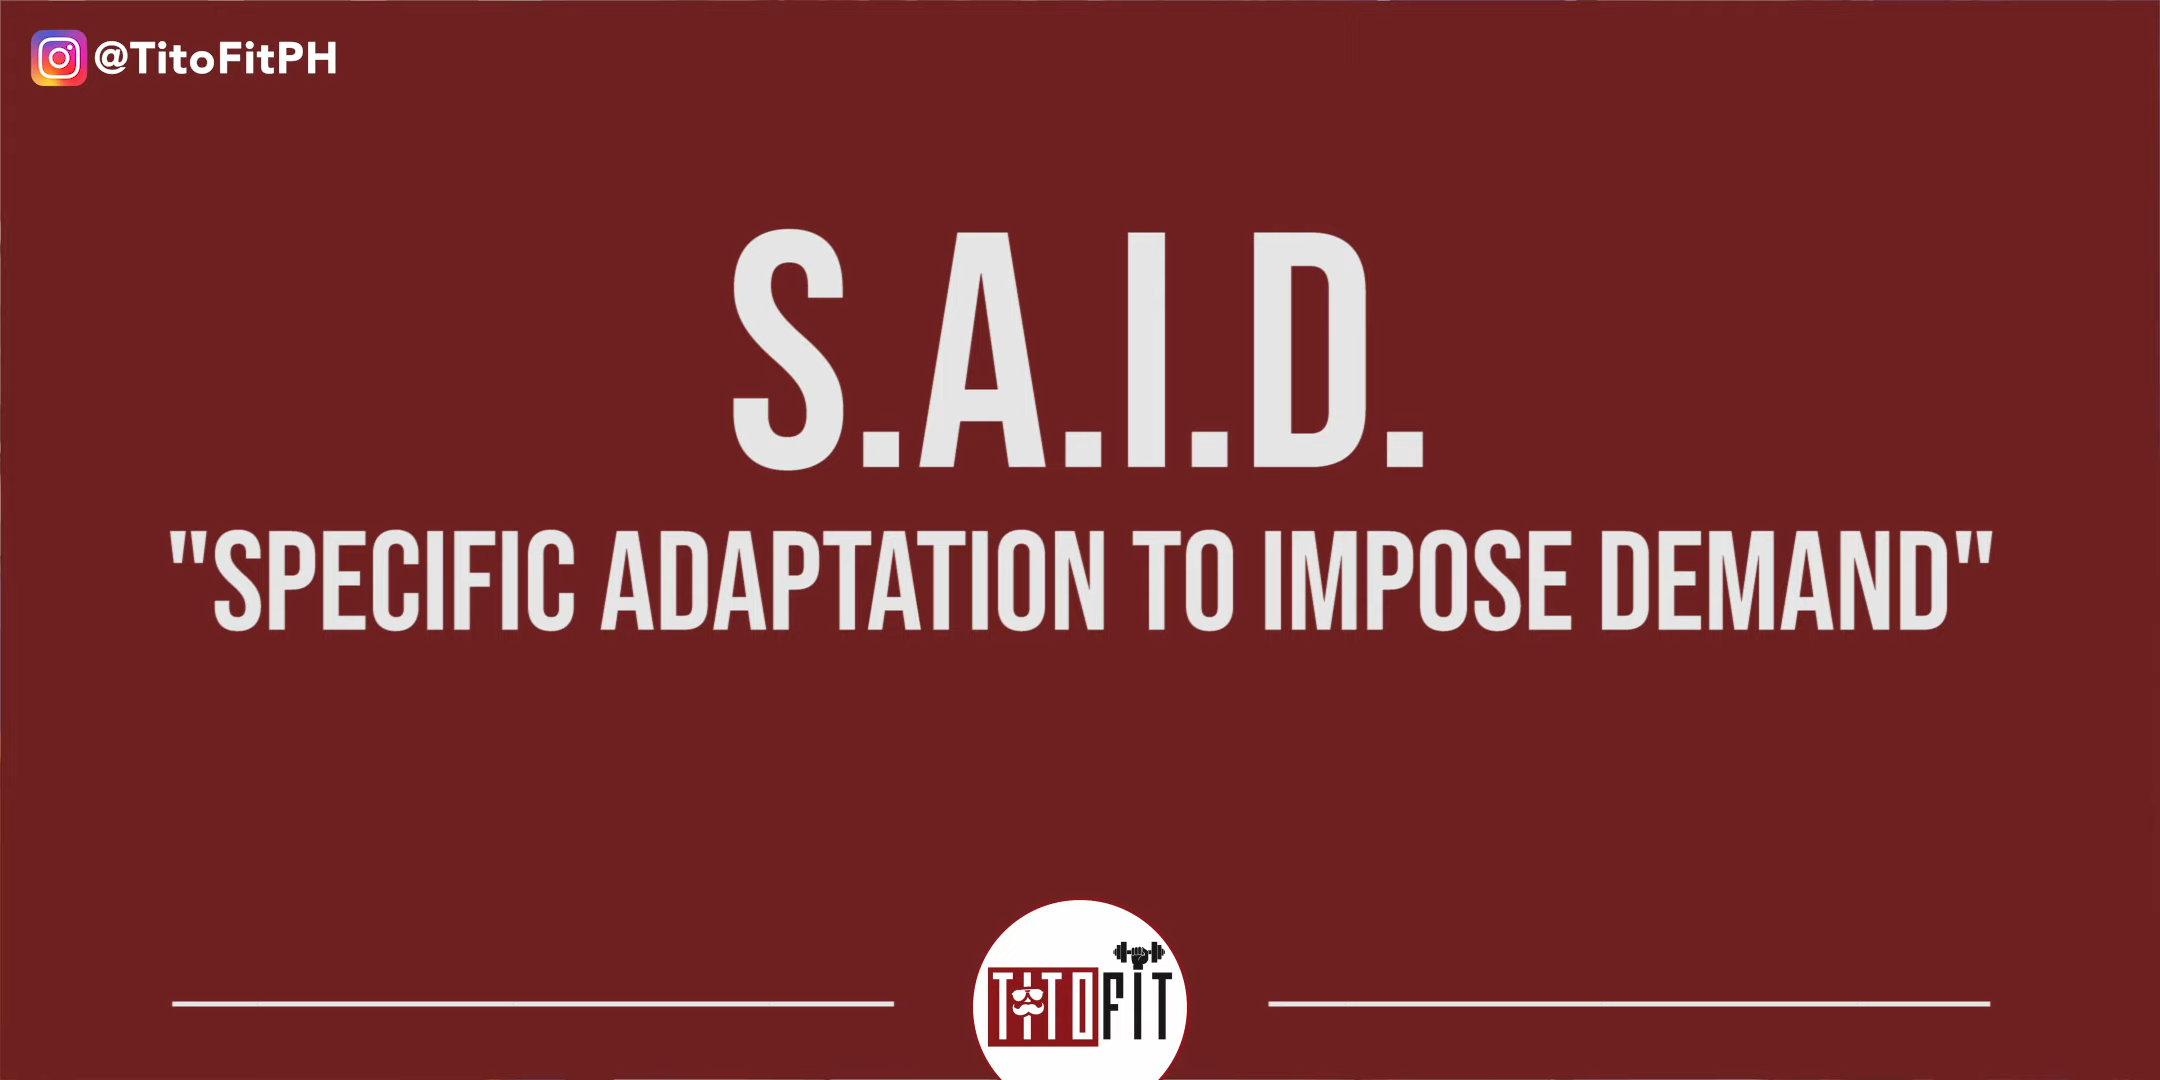 @TitoFitPH
S.A.I.D.
"SPECIFIC ADAPTATION TO IMPOSE DEMAND"
TITOFIT